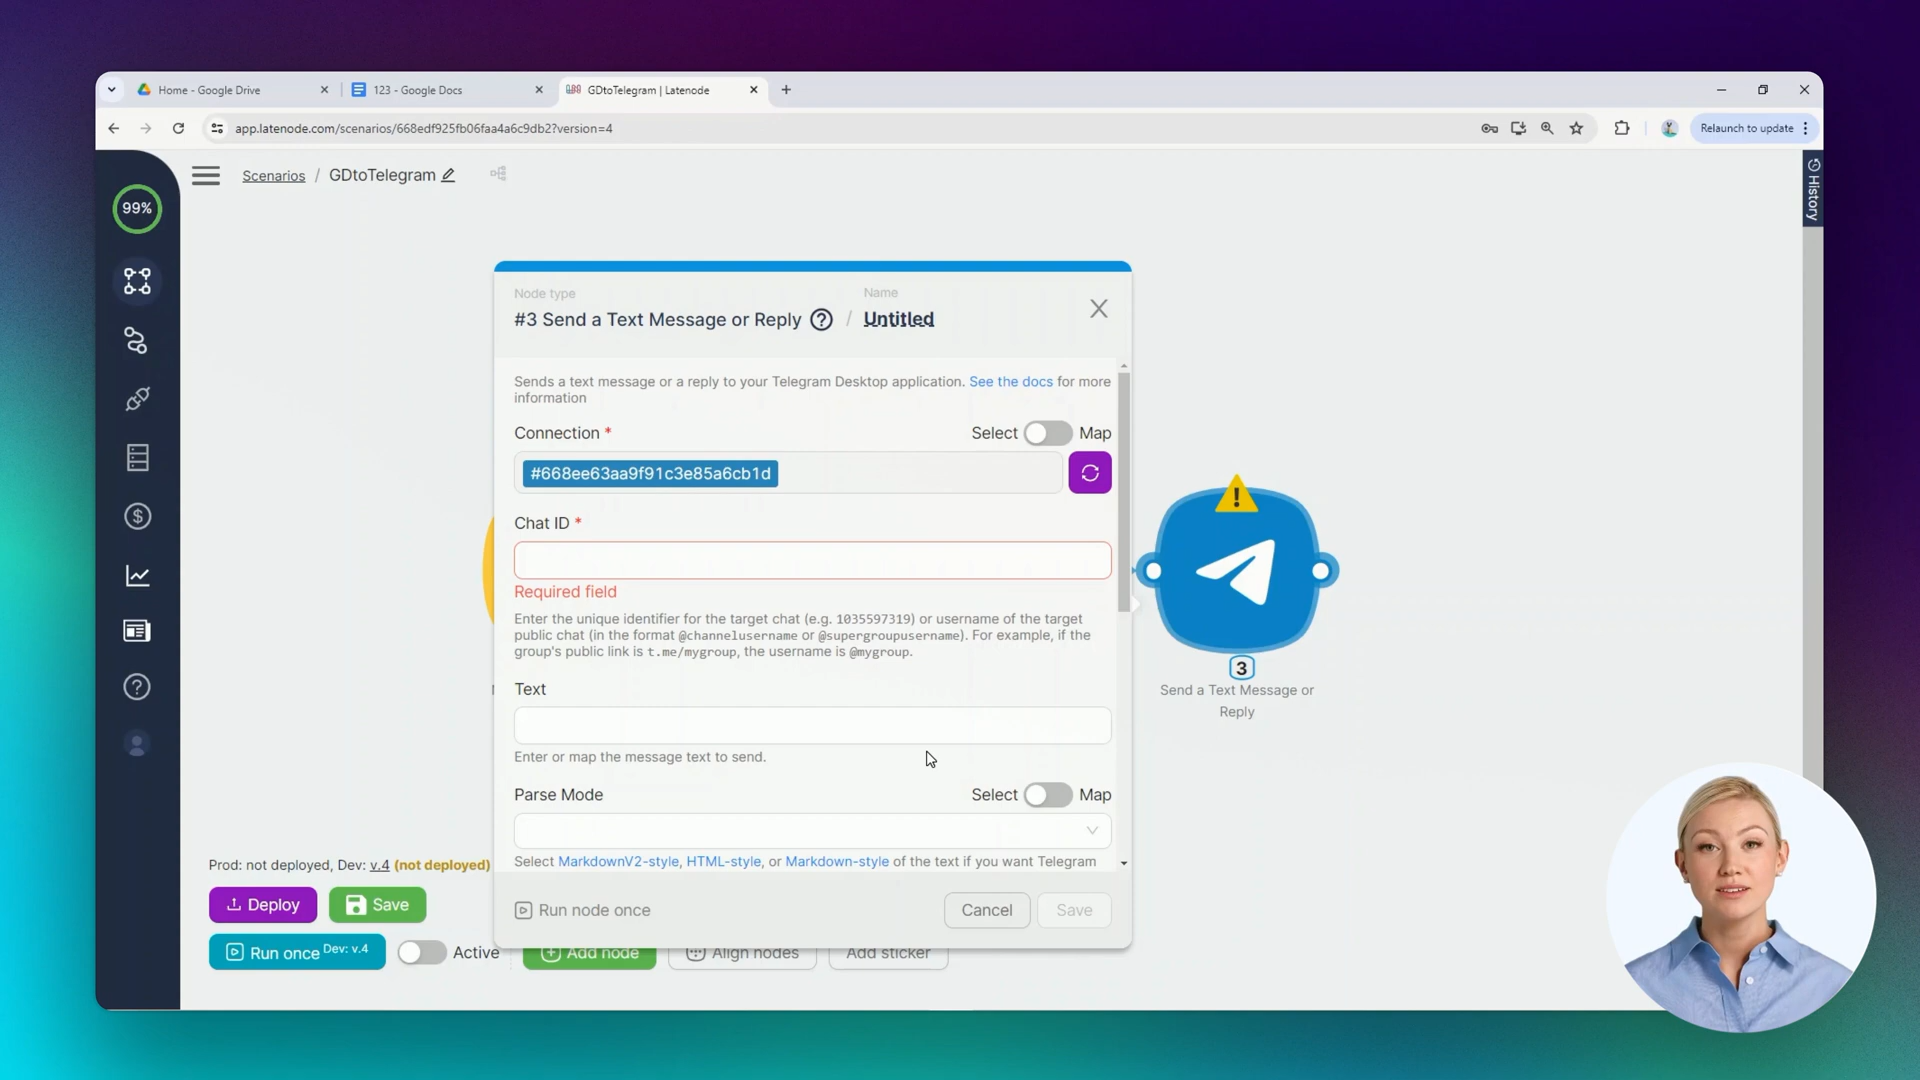 Home - Google Drive
123 - Google Docs
GDtoTelegram | Latenode
app.latenode.com/scenarios/668edf925fb06faa4a6c9db2?version=4
Relaunch to update
99%
Scenarios / GDtoTelegram
History
Node type
Name
#3 Send a Text Message or Reply ? / Untitled
Sends a text message or a reply to your Telegram Desktop application. See the docs for more
information
Connection *
Select
Map
#668ee63aa9f91c3e85a6cb1d
Chat ID *
Required field
Enter the unique identifier for the target chat (e.g. 1035597319) or username of the target
public chat (in the format @channelusername or @supergroupusername). For example, if the
group's public link is t.me/mygroup, the username is @mygroup.
Text
Enter or map the message text to send.
Parse Mode
Select
Map
Select MarkdownV2-style, HTML-style, or Markdown-style of the text if you want Telegram
Run node once
Cancel
Save
3
Send a Text Message or
Reply
Prod: not deployed, Dev: v.4 (not deployed)
Deploy
Save
Run once Dev: v.4
Active
Add node
Align nodes
Add sticker